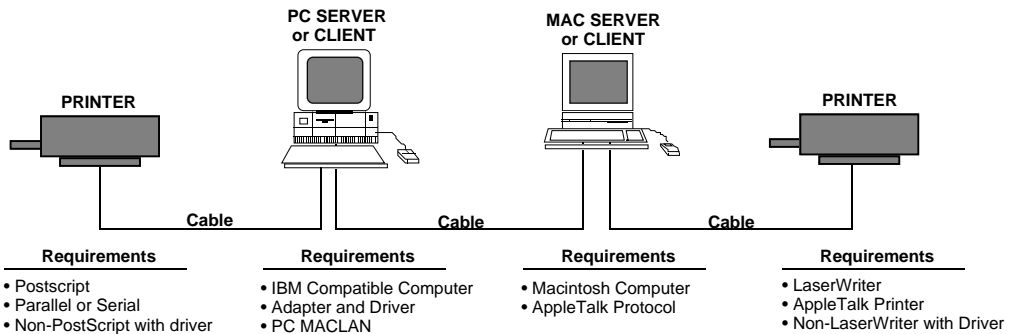 PC SERVER
or CLIENT
MAC SERVER
or CLIENT
PRINTER
PRINTER
Cable
Cable
Cable
Requirements
• Postscript
• Parallel or Serial
• Non-PostScript with driver
Requirements
• IBM Compatible Computer
• Adapter and Driver
• PC MACLAN
Requirements
• Macintosh Computer
• AppleTalk Protocol
Requirements
• LaserWriter
• AppleTalk Printer
• Non-LaserWriter with Driver